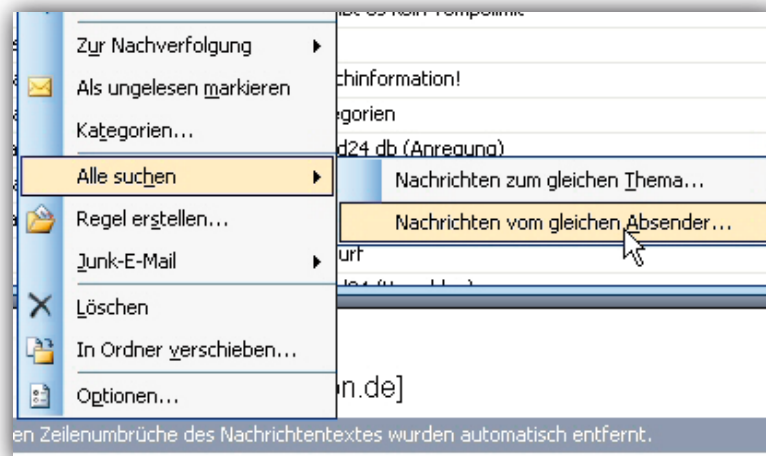 Zur Nachverfolgung
Als ungelesen markieren
chinformation!
Kategorien...
egorien
d24 db (Anregung)
Alle suchen
Nachrichten zum gleichen Thema...
Regel erstellen...
Nachrichten vom gleichen Absender...
Junk-E-Mail
urf
Löschen
In Ordner verschieben...
Optionen...
n.de]
en Zeilenumbrüche des Nachrichtentextes wurden automatisch entfernt.